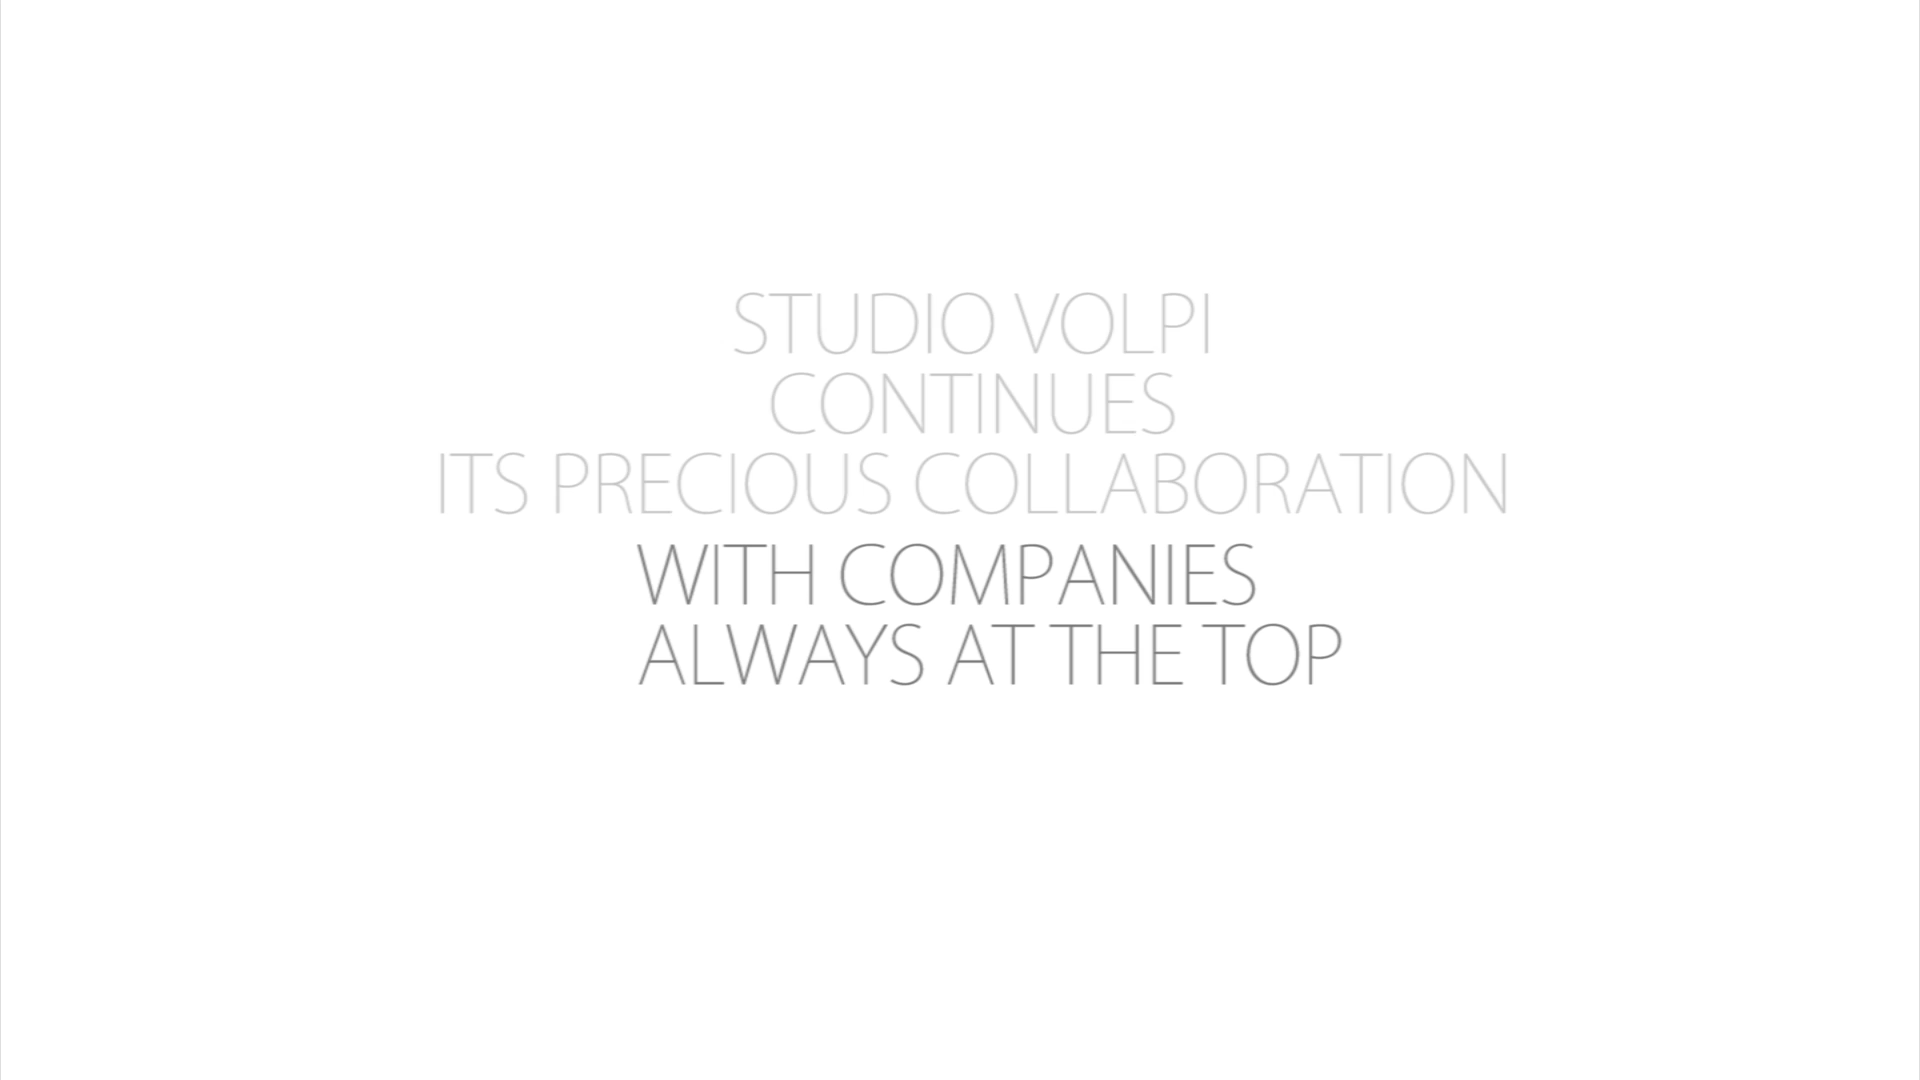 STUDIO VOLPI
CONTINUES
ITS PRECIOUS COLLABORATION
WITH COMPANIES
ALWAYS AT THE TOP